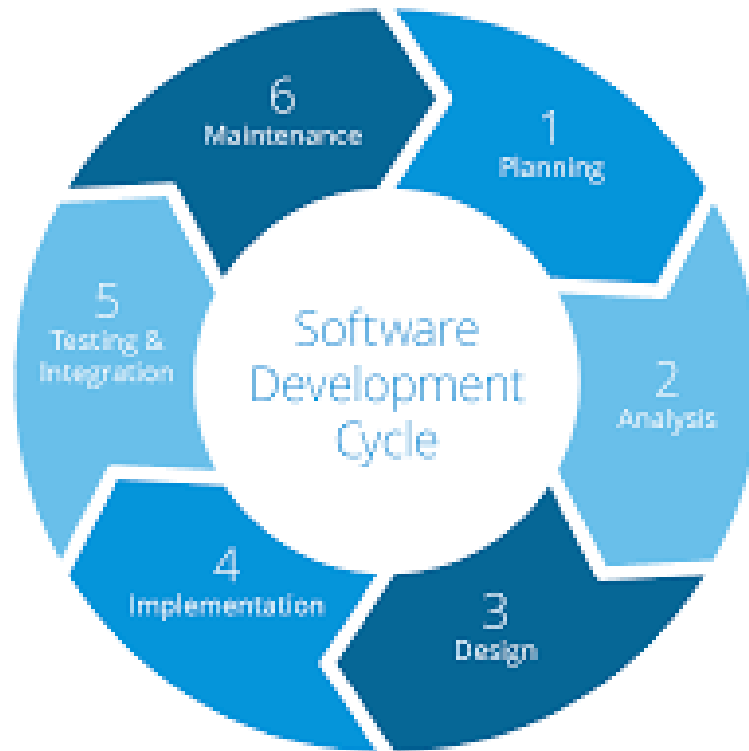 Software
Development
Cycle
1
Planning
2
Analysis
3
Design
4
Implementation
5
Testing &
Integration
6
Maintenance